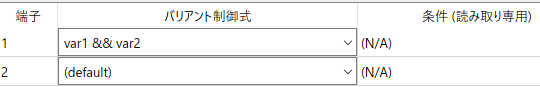 端子 バリアント制御式 条件 (読み取り専用)
1 var1 && var2 (N/A)
2 (default) (N/A)